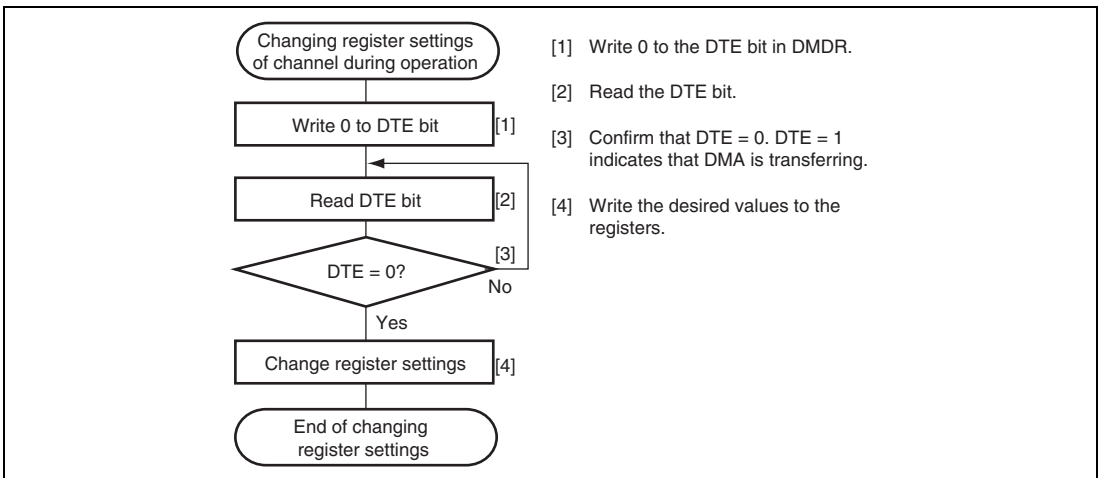 Changing register settings
of channel during operation
Write 0 to DTE bit
[1]
Read DTE bit
[2]
[3]
DTE = 0?
No
Yes
Change register settings
[4]
End of changing
register settings
[1] Write 0 to the DTE bit in DMDR.
[2] Read the DTE bit.
[3] Confirm that DTE = 0. DTE = 1
indicates that DMA is transferring.
[4] Write the desired values to the
registers.